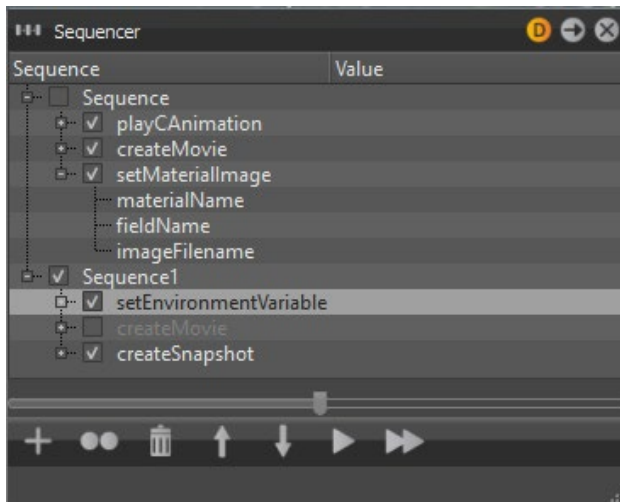 Sequencer
D
Sequence Value
Sequence
playCAnimation
createMovie
setMaterialImage
materialName
fieldName
imageFilename
Sequence1
setEnvironmentVariable
createMovie
createSnapshot